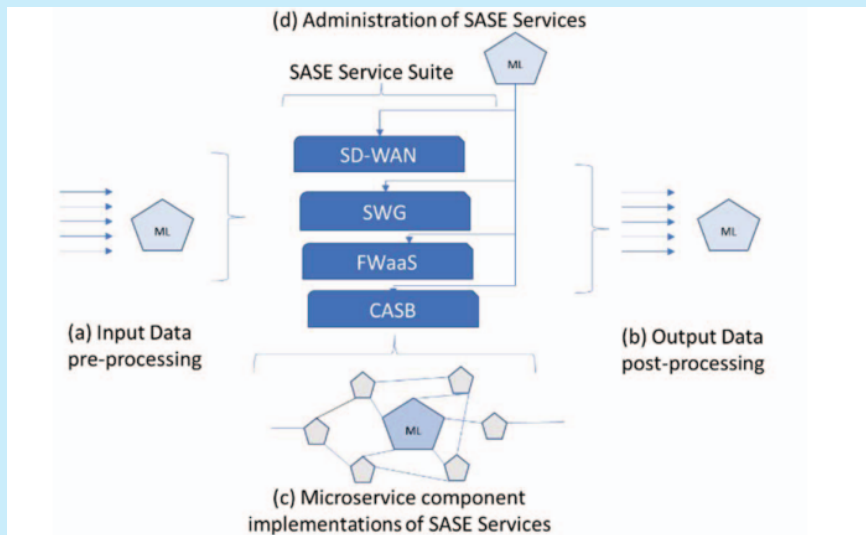 (d) Administration of SASE Services
ML
SASE Service Suite
SD-WAN
SWG
FWaaS
CASB
ML
(a) Input Data
pre-processing
ML
(b) Output Data
post-processing
ML
(c) Microservice component
implementations of SASE Services